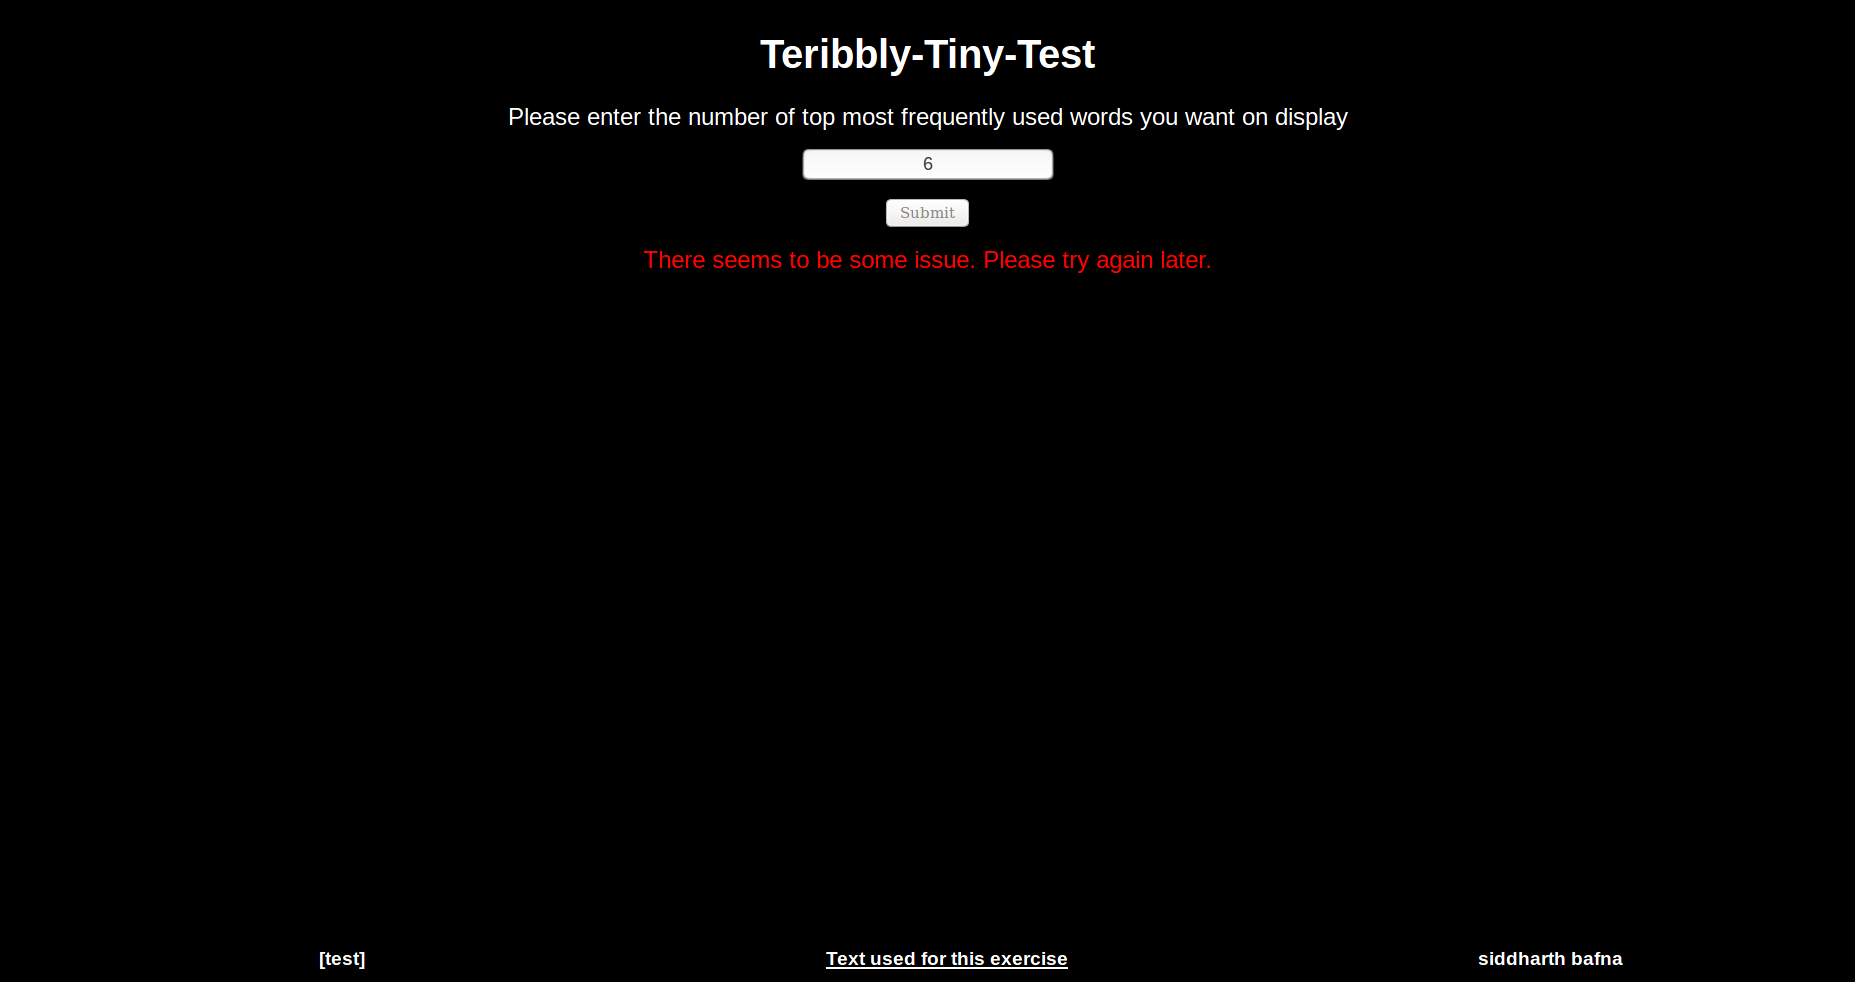 Teribbly-Tiny-Test
Please enter the number of top most frequently used words you want on display
6
Submit
There seems to be some issue. Please try again later.
[test]
Text used for this exercise
siddharth bafna